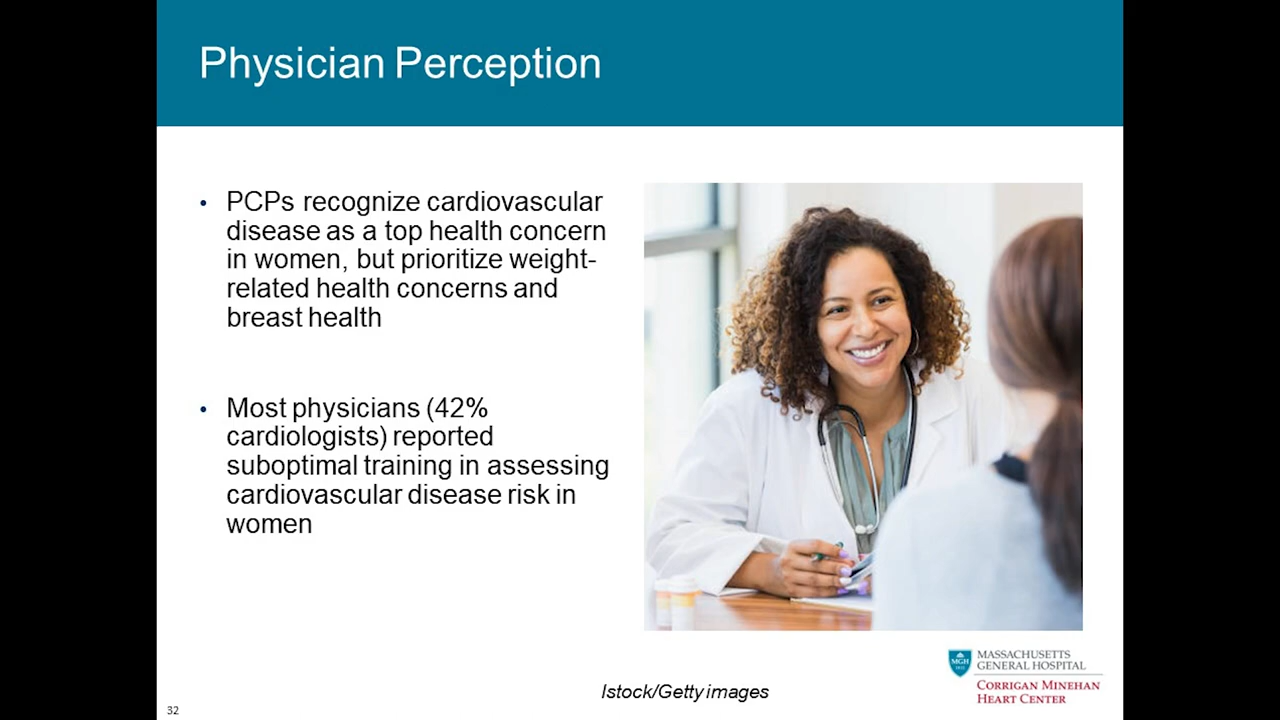 Physician Perception
• PCPs recognize cardiovascular
disease as a top health concern
in women, but prioritize weight-
related health concerns and
breast health
• Most physicians (42%
cardiologists) reported
suboptimal training in assessing
cardiovascular disease risk in
women
MGH
1811
MASSACHUSETTS
GENERAL HOSPITAL
CORRIGAN MINEHAN
HEART CENTER
Istock/Getty images
32